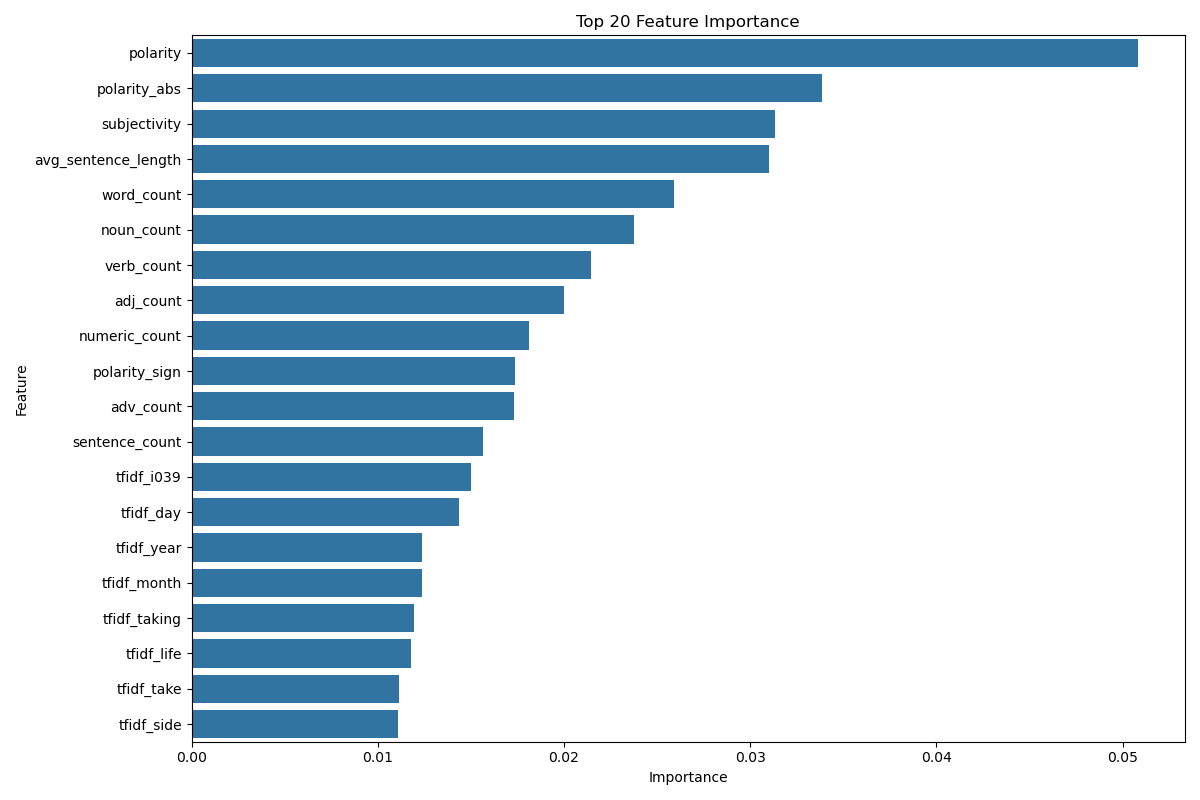 Top 20 Feature Importance
Feature
polarity
polarity_abs
subjectivity
avg_sentence_length
word_count
noun_count
verb_count
adj_count
numeric_count
polarity_sign
adv_count
sentence_count
tfidf_i039
tfidf_day
tfidf_year
tfidf_month
tfidf_taking
tfidf_life
tfidf_take
tfidf_side
0.00 0.01 0.02 0.03 0.04 0.05
Importance